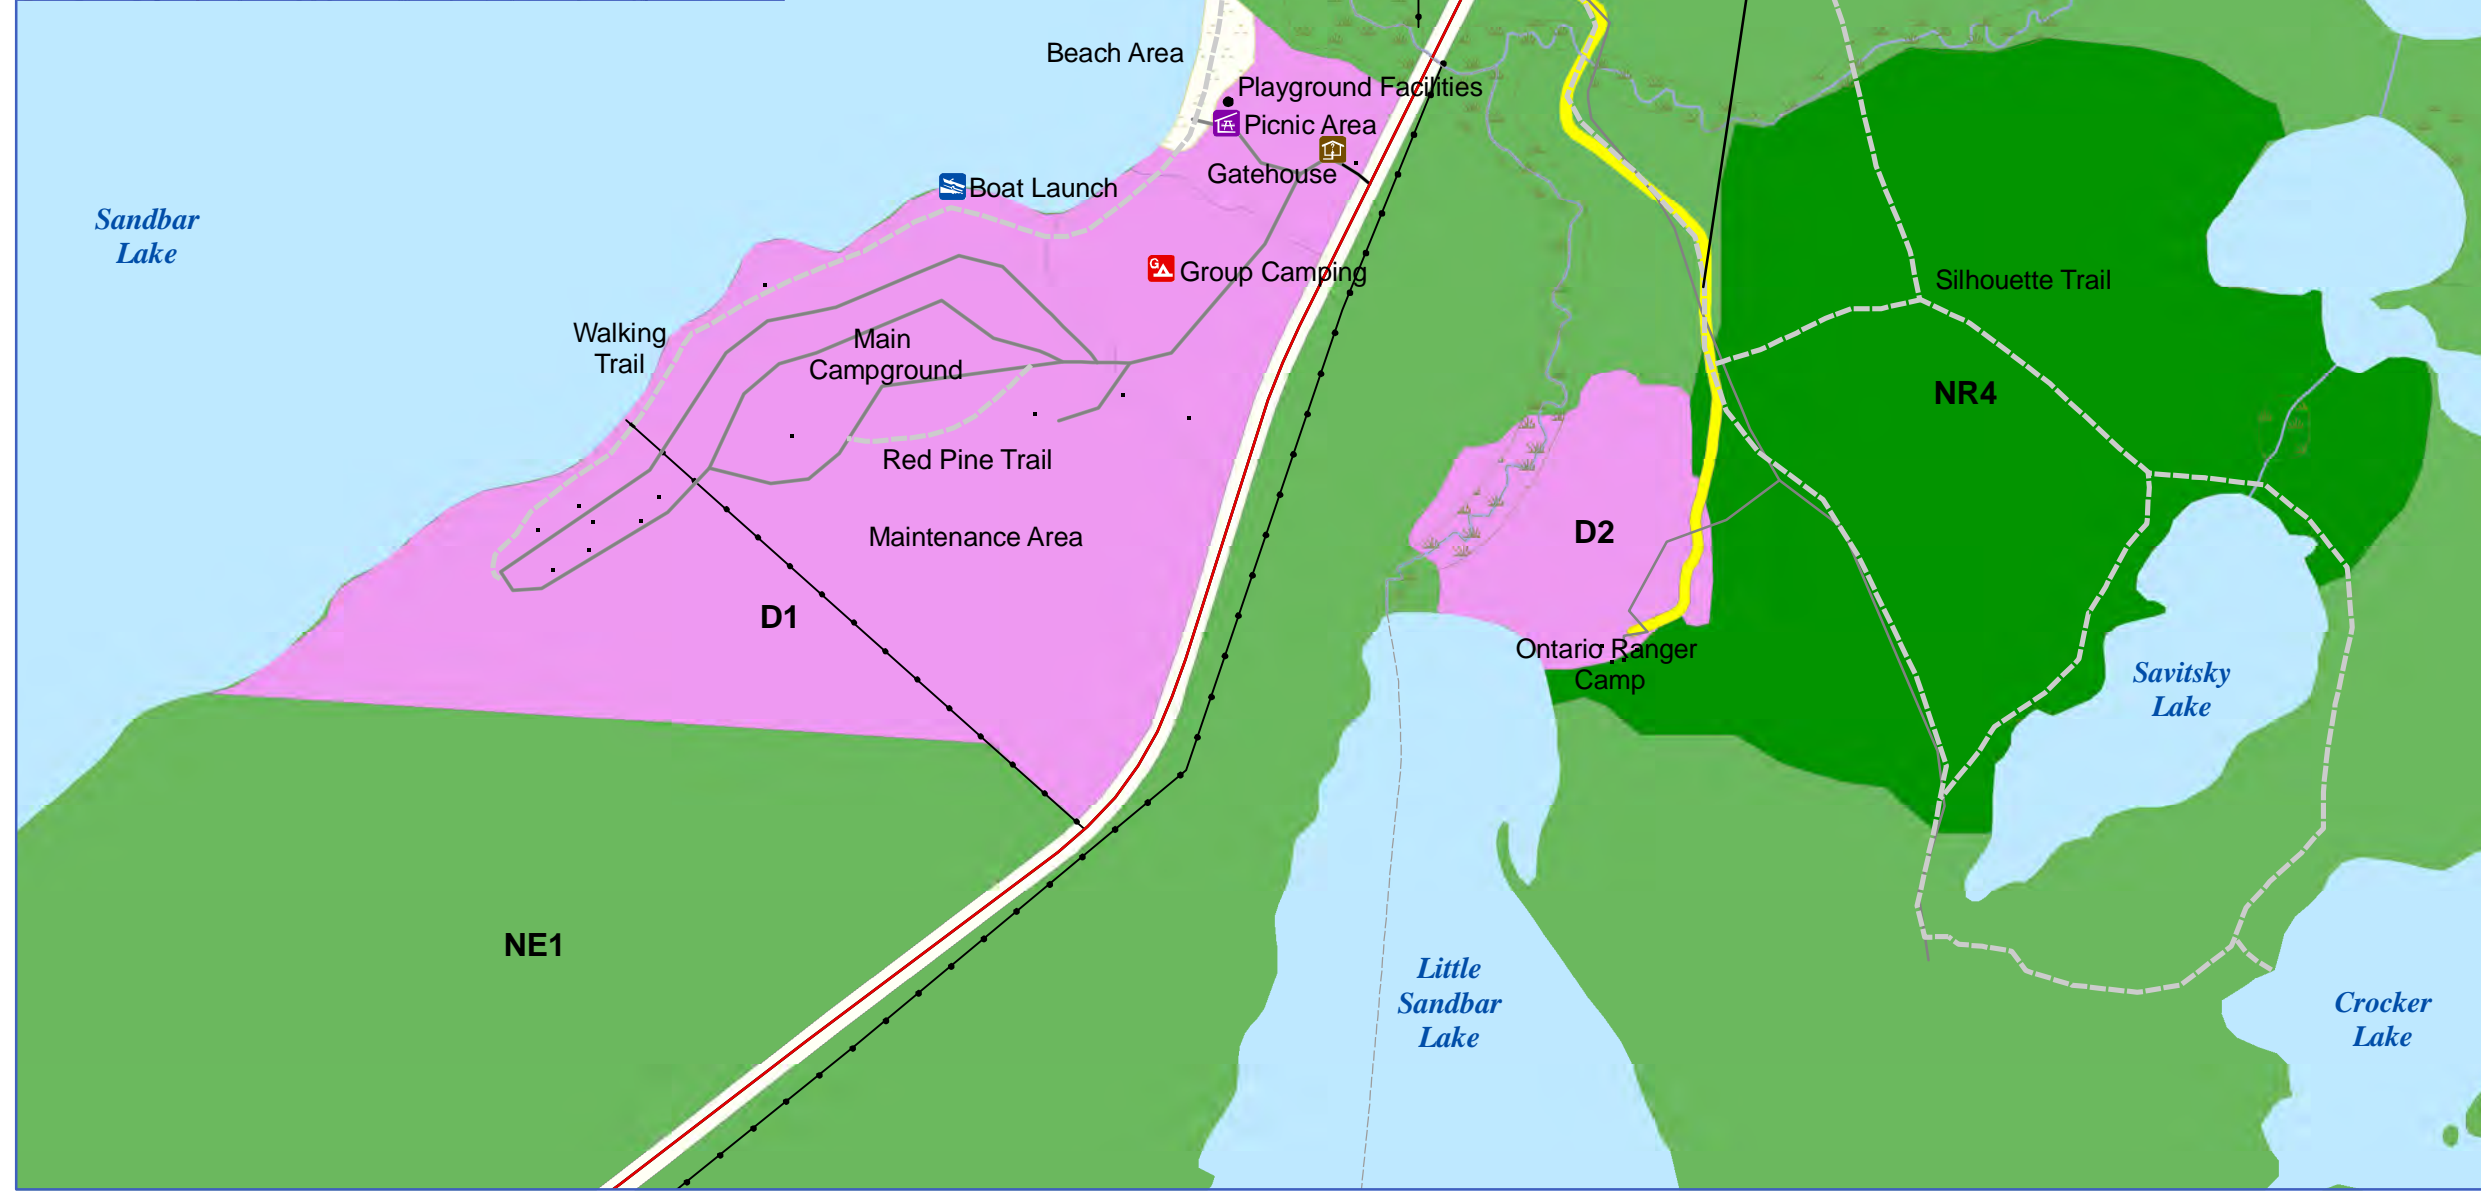 Beach Area
Playground Facilities
Picnic Area
Gatehouse
Boat Launch
Sandbar
Lake
Group Camping
Silhouette Trail
Walking
Trail
Main
Campground
NR4
Red Pine Trail
Maintenance Area
D2
D1
Ontario Ranger
Camp
Savitsky
Lake
NE1
Little
Sandbar
Lake
Crocker
Lake
G